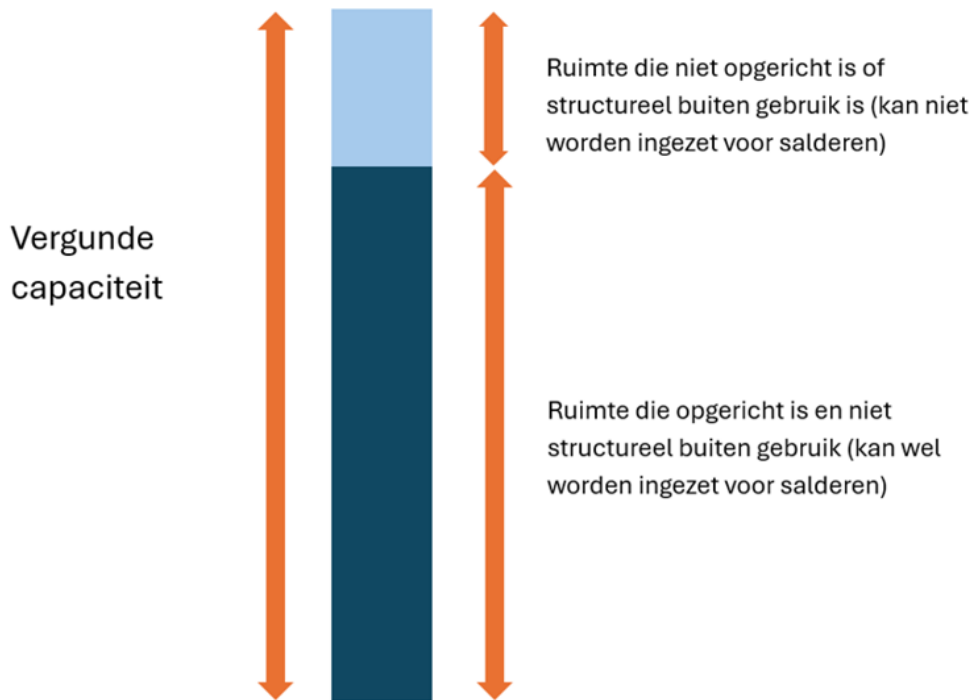 Ruimte die niet opgericht is of
structureel buiten gebruik is (kan niet
worden ingezet voor salderen)
Vergunde
capaciteit
Ruimte die opgericht is en niet
structureel buiten gebruik (kan wel
worden ingezet voor salderen)